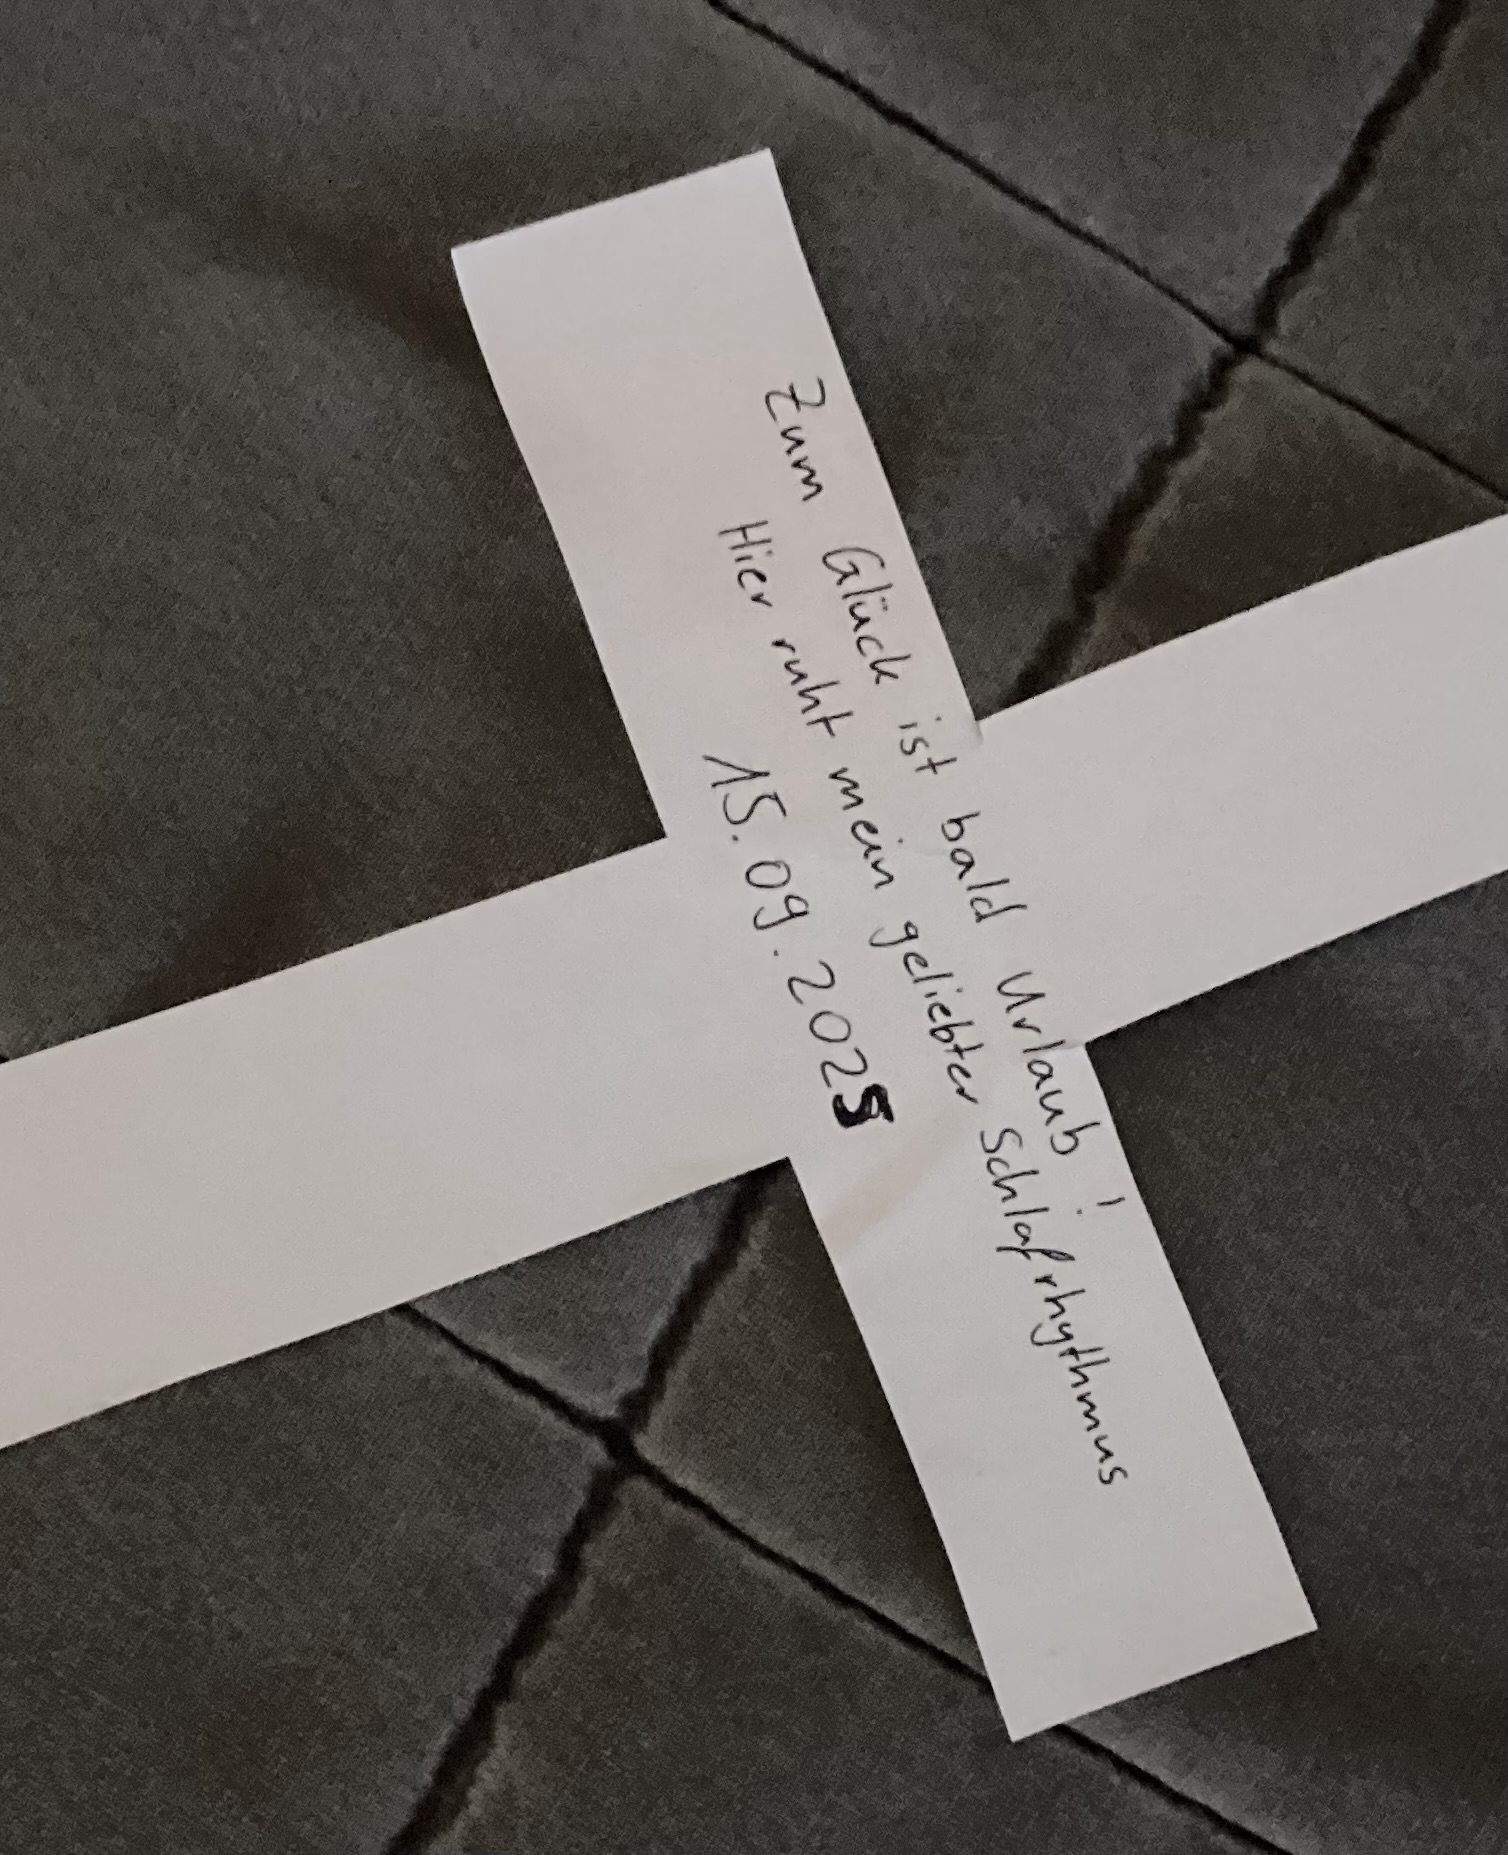 Zum Glück ist bald Urlaub!
Hier ruht mein geliebter Schlafrhythmus
15.09.2025